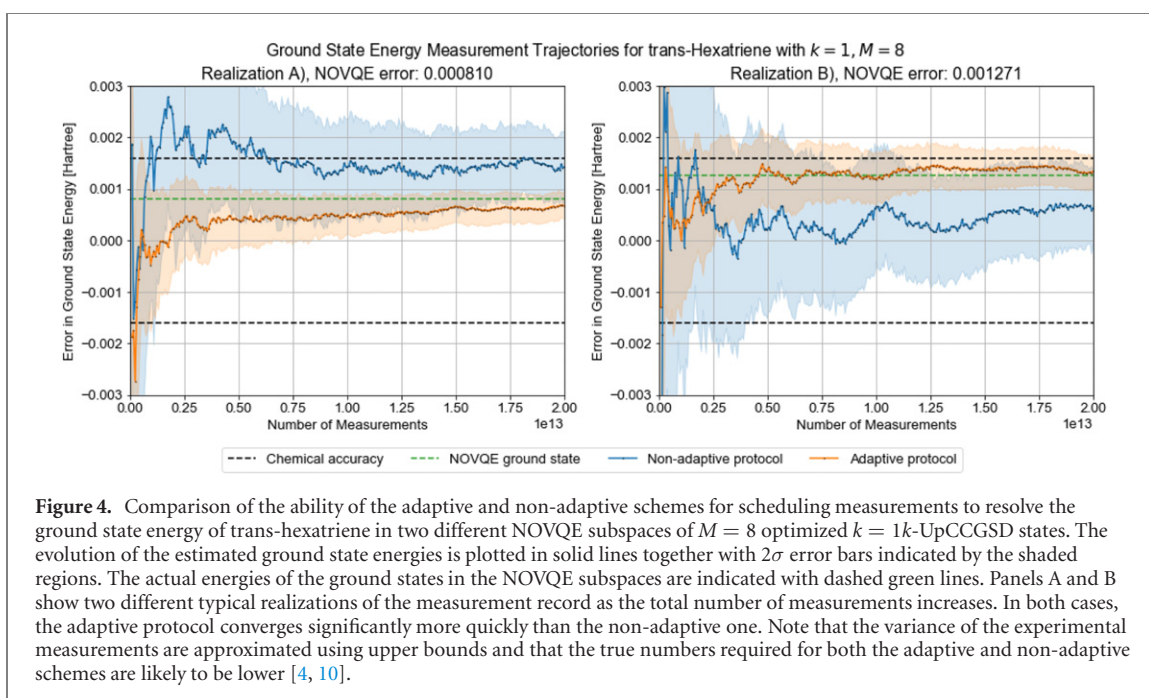 Ground State Energy Measurement Trajectories for trans-Hexatriene with k = 1, M = 8
Realization A), NOVQE error: 0.000810
Realization B), NOVQE error: 0.001271
Error in Ground State Energy [Hartree]
0.003
0.002
0.001
0.000
−0.001
−0.002
−0.003
0.00 0.25 0.50 0.75 1.00 1.25 1.50 1.75 2.00
Number of Measurements
1e13
Error in Ground State Energy [Hartree]
0.003
0.002
0.001
0.000
−0.001
−0.002
−0.003
0.00 0.25 0.50 0.75 1.00 1.25 1.50 1.75 2.00
Number of Measurements
1e13
Chemical accuracy NOVQE ground state Non-adaptive protocol Adaptive protocol
Figure 4. Comparison of the ability of the adaptive and non-adaptive schemes for scheduling measurements to resolve the
ground state energy of trans-hexatriene in two different NOVQE subspaces of M = 8 optimized k = 1k-UpCCGSD states. The
evolution of the estimated ground state energies is plotted in solid lines together with 2σ error bars indicated by the shaded
regions. The actual energies of the ground states in the NOVQE subspaces are indicated with dashed green lines. Panels A and B
show two different typical realizations of the measurement record as the total number of measurements increases. In both cases,
the adaptive protocol converges significantly more quickly than the non-adaptive one. Note that the variance of the experimental
measurements are approximated using upper bounds and that the true numbers required for both the adaptive and non-adaptive
schemes are likely to be lower [4, 10].